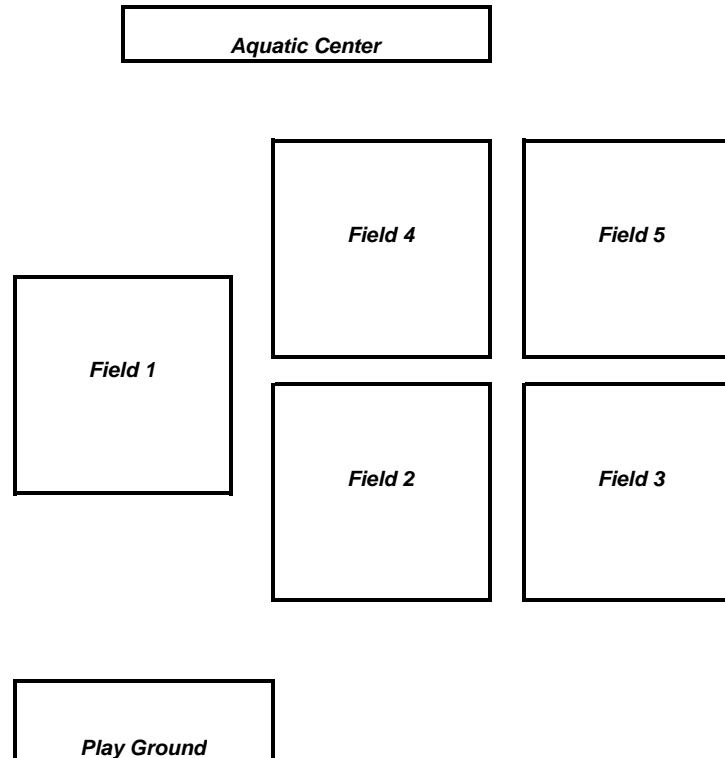 Aquatic Center
Field 4
Field 5
Field 1
Field 2
Field 3
Play Ground